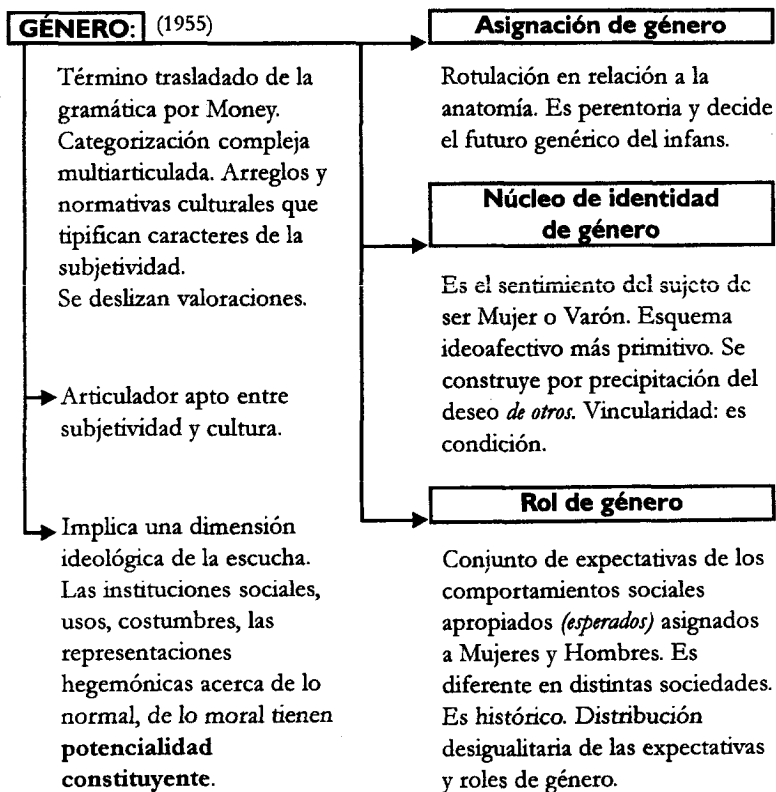 GÉNERO: (1955)
Término trasladado de la
gramática por Money.
Categorización compleja
multiarticulada. Arreglos y
normativas culturales que
tipifican caracteres de la
subjetividad.
Se deslizan valoraciones.
Articulador apto entre
subjetividad y cultura.
Implica una dimensión
ideológica de la escucha.
Las instituciones sociales,
usos, costumbres, las
representaciones
hegemónicas acerca de lo
normal, de lo moral tienen
potencialidad
constituyente.
Asignación de género
Rotulación en relación a la
anatomía. Es perentoria y decide
el futuro genérico del infans.
Núcleo de identidad
de género
Es el sentimiento del sujeto de
ser Mujer o Varón. Esquema
ideoafectivo más primitivo. Se
construye por precipitación del
deseo de otros. Vincularidad: es
condición.
Rol de género
Conjunto de expectativas de los
comportamientos sociales
apropiados (esperados) asignados
a Mujeres y Hombres. Es
diferente en distintas sociedades.
Es histórico. Distribución
desigualitaria de las expectativas
y roles de género.